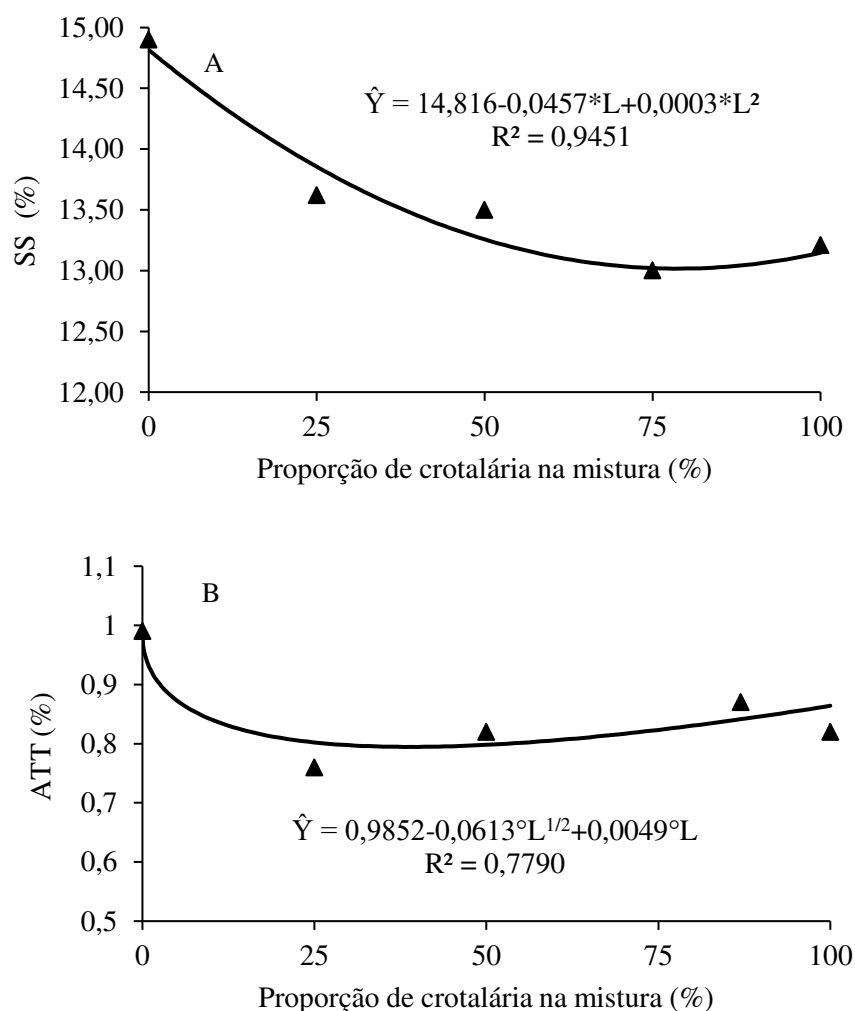 15,00
A
14,50
Ŷ = 14,816-0,0457*L+0,0003*L²
R² = 0,9451
14,00
SS (%)
13,50
13,00
12,50
12,00
0 25 50 75 100
Proporção de crotalária na mistura (%)
1,1
B
1
0,9
ATT (%)
0,8
0,7
Ŷ = 0,9852-0,0613°L¹/²+0,0049°L
R² = 0,7790
0,6
0,5
0 25 50 75 100
Proporção de crotalária na mistura (%)